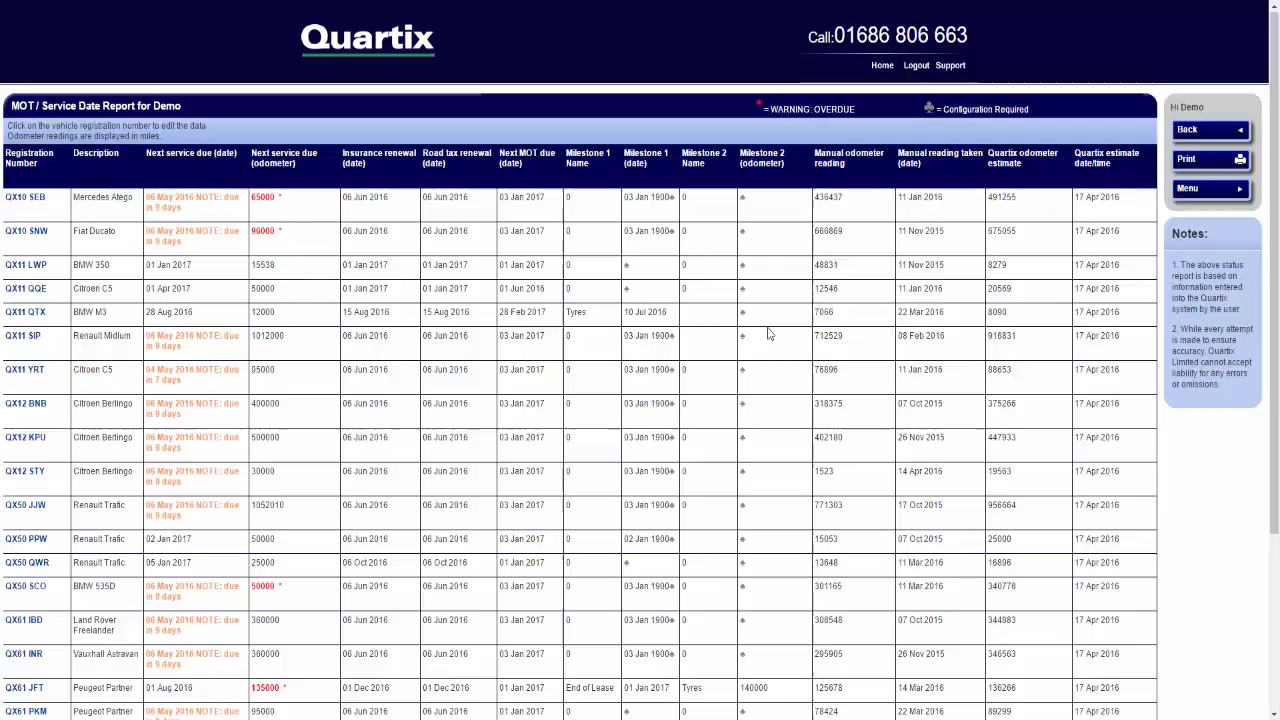 Quartix
Call:01686 806 663
Home Logout Support
MOT / Service Date Report for Demo
* = WARNING: OVERDUE ♣ = Configuration Required
Click on the vehicle registration number to edit the data
Odometer readings are displayed in miles.
Registration Number Description Next service due (date) Next service due (odometer) Insurance renewal (date) Road tax renewal (date) Next MOT due (date) Milestone 1 Name Milestone 1 (date) Milestone 2 Name Milestone 2 (odometer) Manual odometer reading Manual reading taken (date) Quartix odometer estimate Quartix estimate date/time
QX10 SEB Mercedes Atego 06 May 2016 NOTE: due in 9 days 65000 * 06 Jun 2016 06 Jun 2016 03 Jan 2017 0 03 Jan 1900♣ 0 ♣ 436437 11 Jan 2016 491255 17 Apr 2016
QX10 SNW Fiat Ducato 06 May 2016 NOTE: due in 9 days 96000 * 06 Jun 2016 06 Jun 2016 03 Jan 2017 0 03 Jan 1900♣ 0 ♣ 666869 11 Nov 2015 675055 17 Apr 2016
QX11 LWP BMW 350 01 Jan 2017 15538 01 Jan 2017 01 Jan 2017 01 Jan 2017 0 ♣ 0 ♣ 48831 11 Nov 2015 8279 17 Apr 2016
QX11 QQE Citroen C5 01 Apr 2017 50000 01 Jan 2017 01 Jan 2017 01 Jun 2016 0 ♣ 0 ♣ 12546 11 Jan 2016 20569 17 Apr 2016
QX11 QTX BMW M3 28 Aug 2016 12000 15 Aug 2016 15 Aug 2016 28 Feb 2017 Tyres 10 Jul 2016 ♣ 7066 22 Mar 2016 8090 17 Apr 2016
QX11 SIP Renault Midlum 06 May 2016 NOTE: due in 9 days 1012000 06 Jun 2016 06 Jun 2016 03 Jan 2017 0 03 Jan 1900♣ 0 ♣ 712529 08 Feb 2016 916831 17 Apr 2016
QX11 YRT Citroen C5 04 May 2016 NOTE: due in 7 days 95000 06 Jun 2016 06 Jun 2016 03 Jan 2017 0 03 Jan 1900♣ 0 ♣ 76896 11 Jan 2016 88653 17 Apr 2016
QX12 BNB Citroen Berlingo 06 May 2016 NOTE: due in 9 days 400000 06 Jun 2016 06 Jun 2016 03 Jan 2017 0 03 Jan 1900♣ 0 ♣ 318375 07 Oct 2015 375266 17 Apr 2016
QX12 KPU Citroen Berlingo 06 May 2016 NOTE: due in 9 days 500000 06 Jun 2016 06 Jun 2016 03 Jan 2017 0 03 Jan 1900♣ 0 ♣ 402180 26 Nov 2015 447933 17 Apr 2016
QX12 STY Citroen Berlingo 06 May 2016 NOTE: due in 9 days 30000 06 Jun 2016 06 Jun 2016 03 Jan 2017 0 03 Jan 1900♣ 0 ♣ 1523 14 Apr 2016 19563 17 Apr 2016
QX50 JJW Renault Trafic 06 May 2016 NOTE: due in 9 days 1052010 06 Jun 2016 06 Jun 2016 03 Jan 2017 0 03 Jan 1900♣ 0 ♣ 771303 17 Oct 2015 956664 17 Apr 2016
QX50 PPW Renault Trafic 02 Jan 2017 50000 06 Jun 2016 06 Jun 2016 03 Jan 2017 0 02 Jan 1900♣ 0 ♣ 15053 07 Oct 2015 25000 17 Apr 2016
QX50 QWR Renault Trafic 05 Jan 2017 25000 06 Oct 2016 06 Oct 2016 01 Jan 2017 0 ♣ 0 ♣ 13648 11 Mar 2016 16896 17 Apr 2016
QX50 SCO BMW 535D 06 May 2016 NOTE: due in 9 days 50000 * 06 Jun 2016 06 Jun 2016 03 Jan 2017 0 03 Jan 1900♣ 0 ♣ 301165 11 Mar 2016 340778 17 Apr 2016
QX61 IBD Land Rover Freelander 06 May 2016 NOTE: due in 9 days 360000 06 Jun 2016 06 Jun 2016 03 Jan 2017 0 03 Jan 1900♣ 0 ♣ 308548 07 Oct 2015 344883 17 Apr 2016
QX61 INR Vauxhall Astravan 06 May 2016 NOTE: due in 9 days 360000 06 Jun 2016 06 Jun 2016 03 Jan 2017 0 03 Jan 1900♣ 0 ♣ 295905 26 Nov 2015 346563 17 Apr 2016
QX61 JFT Peugeot Partner 01 Aug 2016 135000 * 01 Dec 2016 01 Dec 2016 01 Jan 2017 End of Lease 01 Jan 2017 Tyres 140000 125678 14 Mar 2016 136266 17 Apr 2016
QX61 PKM Peugeot Partner 06 May 2016 NOTE: due 95000 06 Jun 2016 06 Jun 2016 01 Jan 2017 0 ♣ 0 ♣ 78424 22 Mar 2016 89299 17 Apr 2016
Hi Demo
Back
Print
Menu
Notes:
1. The above status
report is based on
information entered
into the Quartix
system by the user.
2. While every attempt
is made to ensure
accuracy, Quartix
Limited cannot accept
liability for any errors
or omissions.